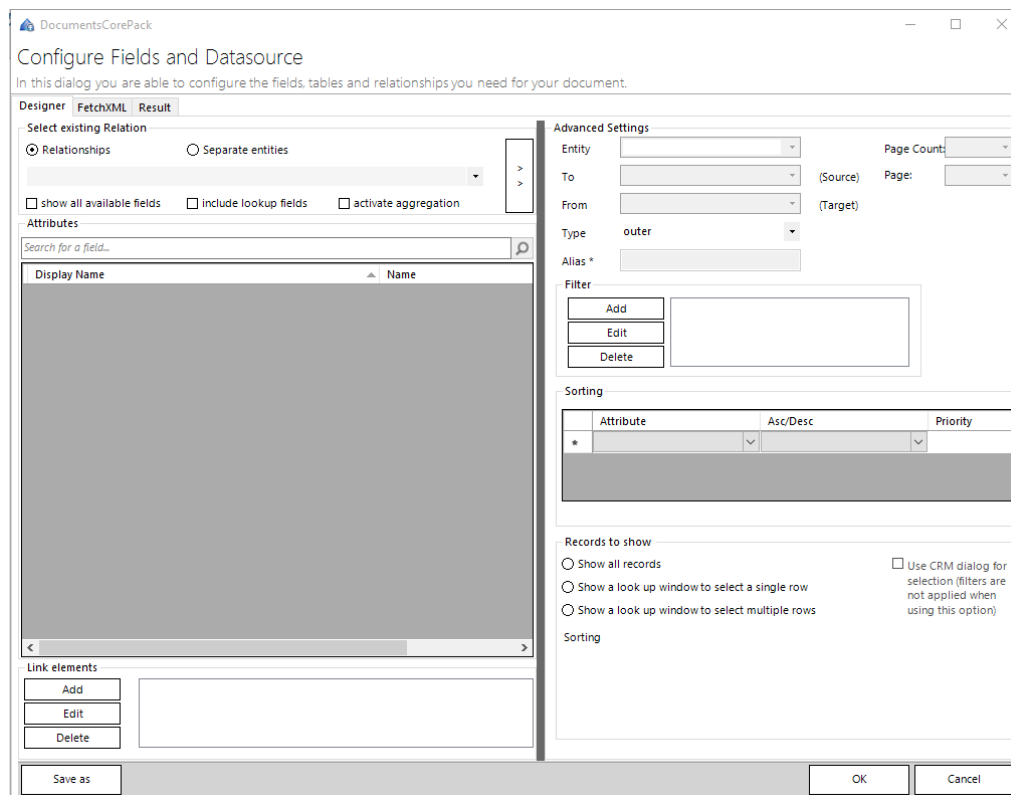 DocumentsCorePack
Configure Fields and Datasource
In this dialog you are able to configure the fields, tables and relationships you need for your document.
Designer FetchXML Result
Select existing Relation
Relationships Separate entities
> >
show all available fields include lookup fields activate aggregation
Attributes
Search for a field...
Display Name Name
Link elements
Add
Edit
Delete
Advanced Settings
Entity Page Count:
To (Source) Page:
From (Target)
Type outer
Alias *
Filter
Add
Edit
Delete
Sorting
Attribute Asc/Desc Priority
*
Records to show
Show all records
Show a look up window to select a single row
Show a look up window to select multiple rows
Use CRM dialog for
selection (filters are
not applied when
using this option)
Sorting
Save as OK Cancel